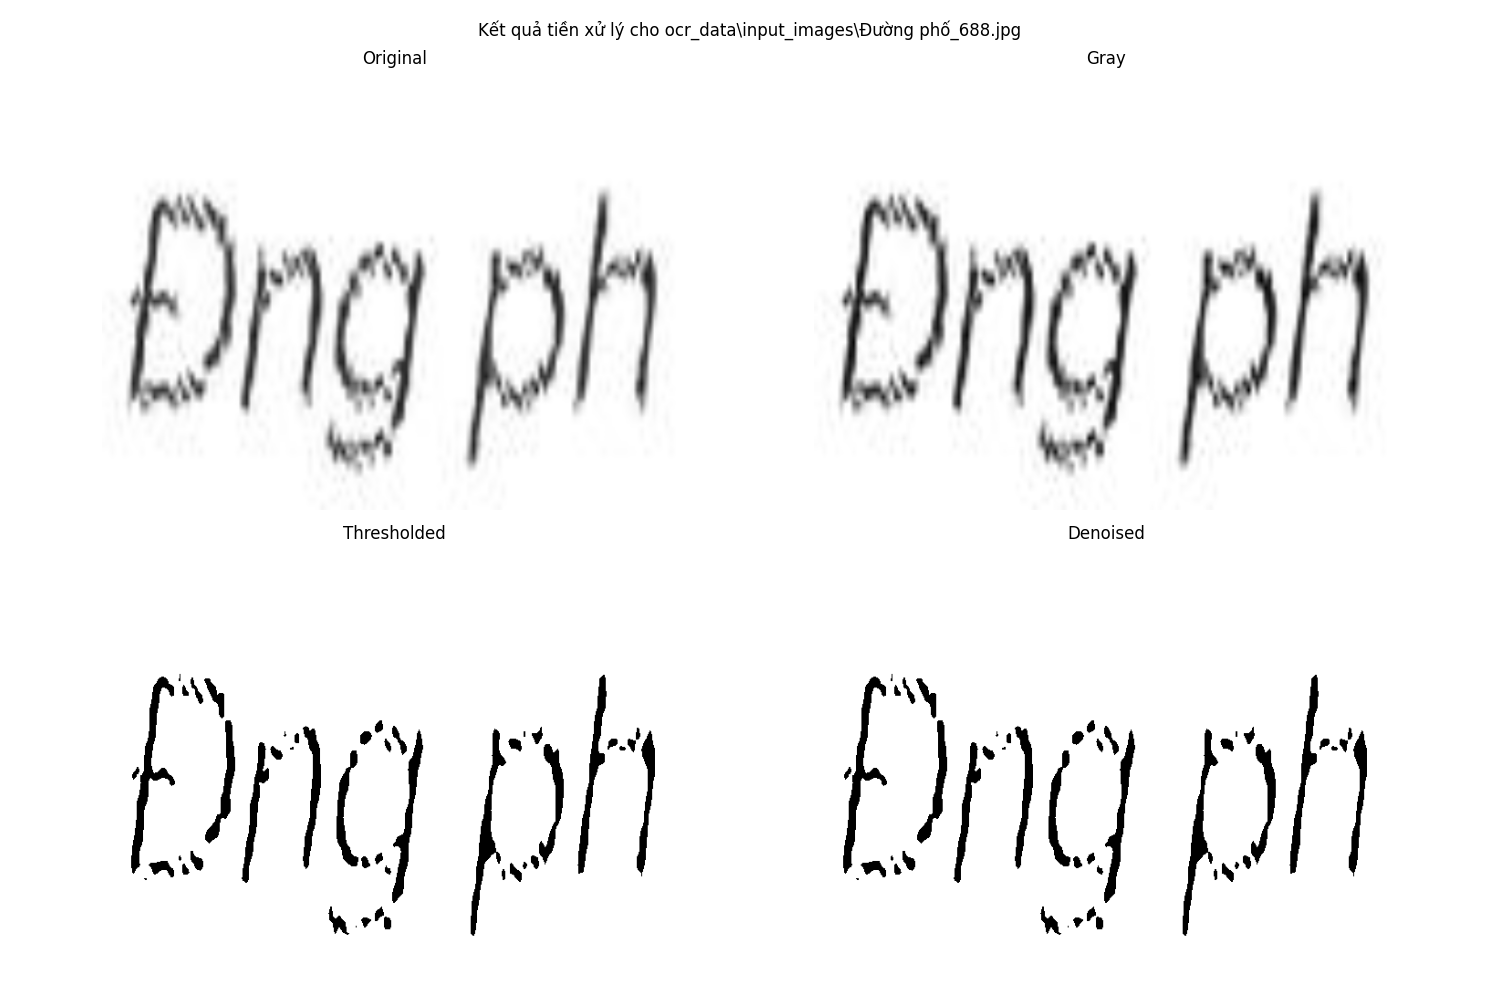 Kết quả tiền xử lý cho ocr_data\input_images\Đường phố_688.jpg
Original
Gray
Đng ph
Đng ph
Thresholded
Denoised
Đng ph
Đng ph